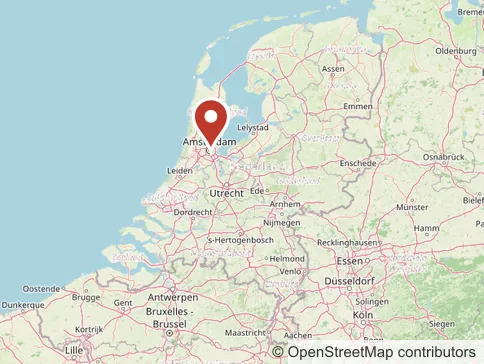 Bremen
Oldenburg
Assen
Emmen
Lelystad
Amsterdam
Leiden
Enschede
Osnabrück
Utrecht
Ede
Arnhem
Münster
Dordrecht
Nijmegen
Hamm
's-Hertogenbosch
Recklinghausen
Helmond
Essen
Venlo
Oostende
Düsseldorf
Dunkerque
Brugge
Gent
Antwerpen
Solingen
Bruxelles -
Brussel
Kortrijk
Maastricht
Aachen
Köln
Siegen
Lille
© OpenStreetMap contributors